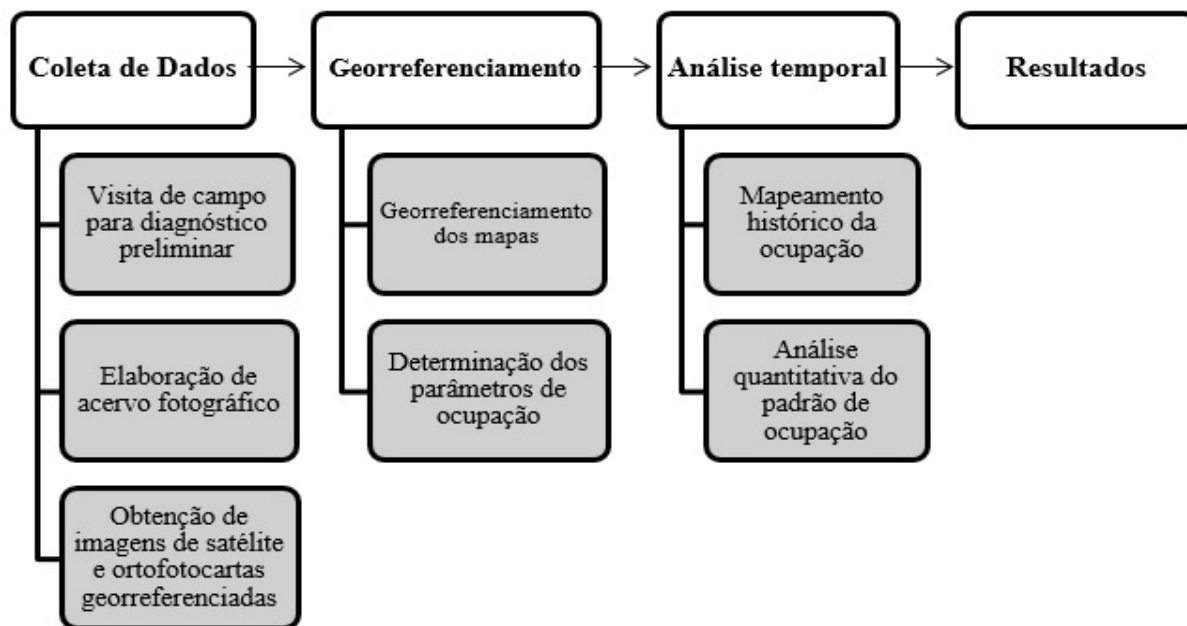 Coleta de Dados
Georreferenciamento
Análise temporal
Resultados
Visita de campo
para diagnóstico
preliminar
Elaboração de
acervo fotográfico
Obtenção de
imagens de satélite
e ortofotocartas
georreferenciadas
Georreferenciamento
dos mapas
Determinação dos
parâmetros de
ocupação
Mapeamento
histórico da
ocupação
Análise
quantitativa do
padrão de
ocupação